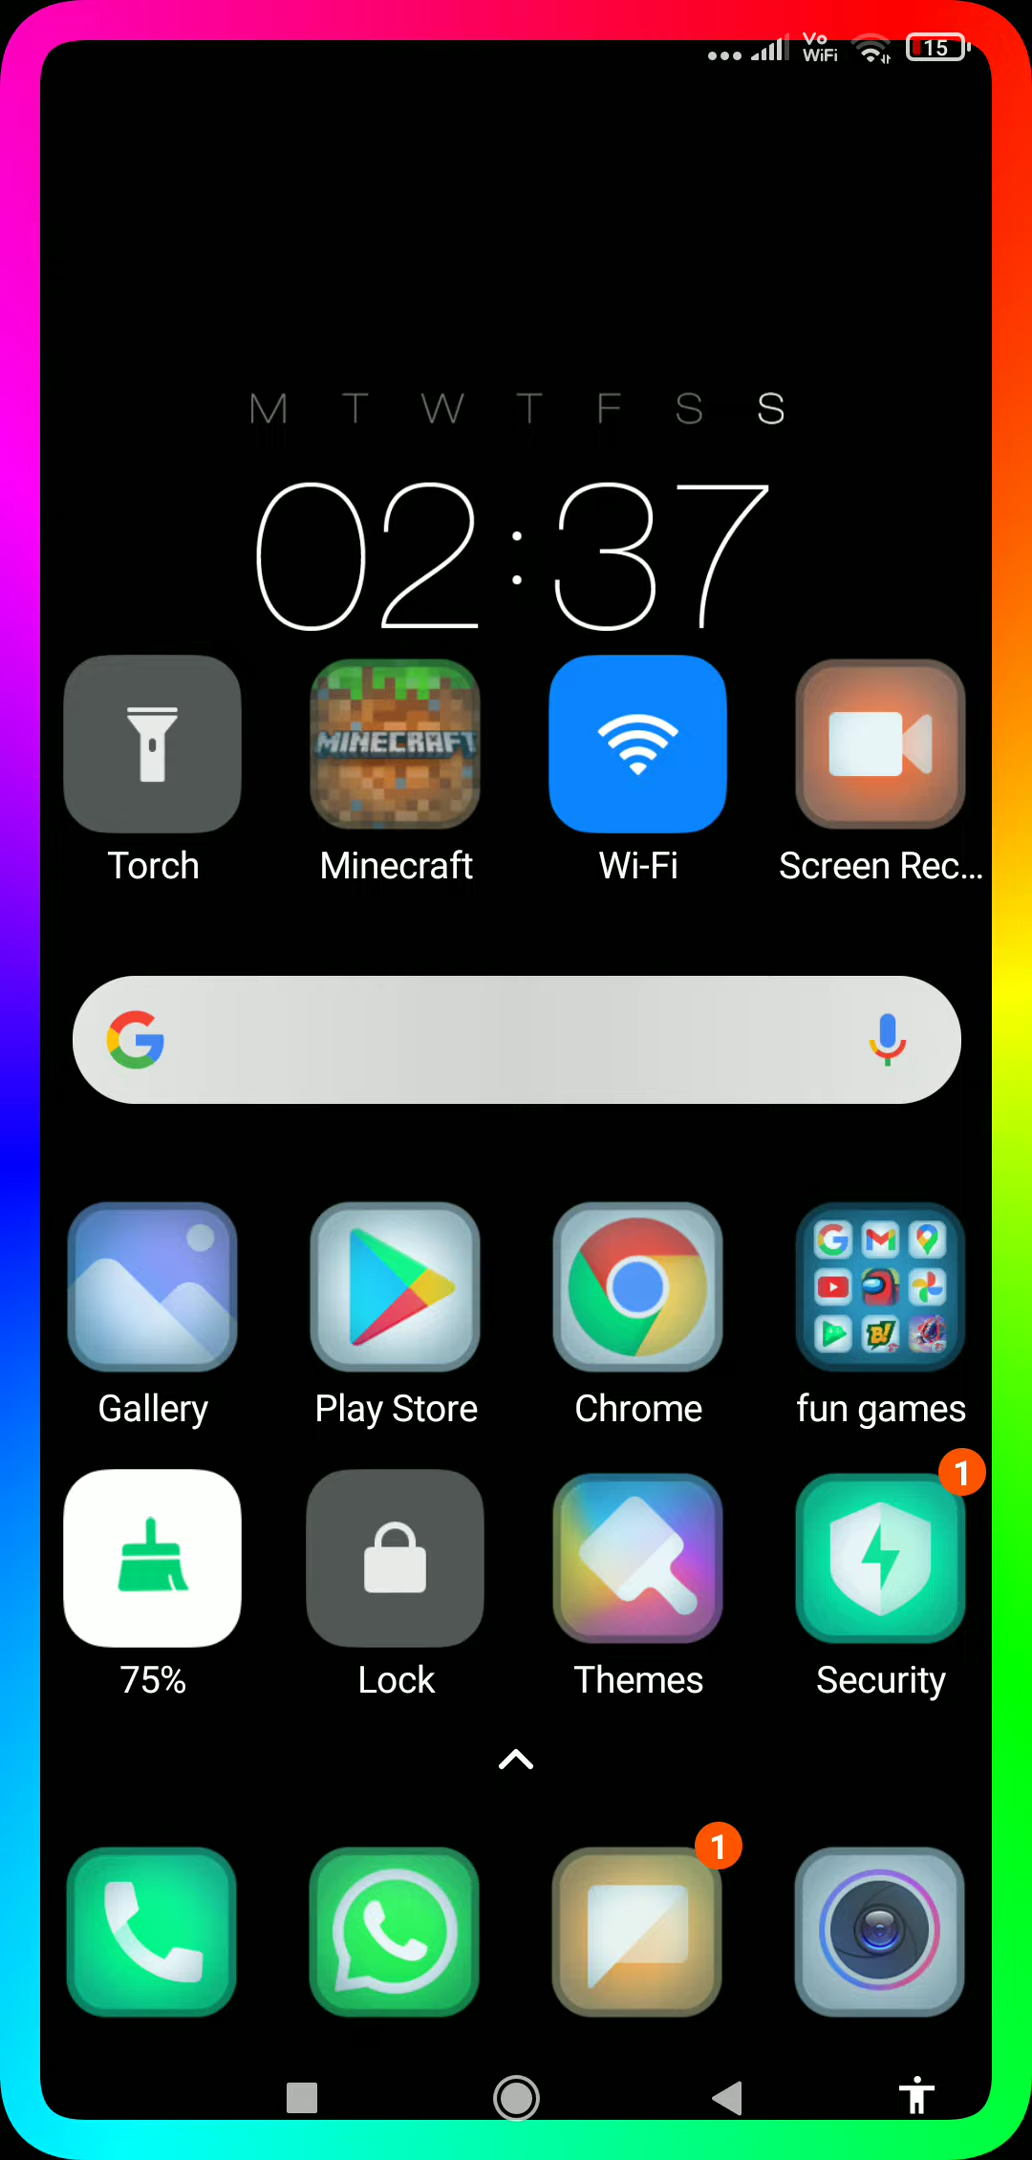 Vo
WiFi
15
M T W T F S S
02:37
MINECRAFT
Torch
Minecraft
Wi-Fi
Screen Rec...
Gallery
Play Store
Chrome
fun games
1
75%
Lock
Themes
Security
1